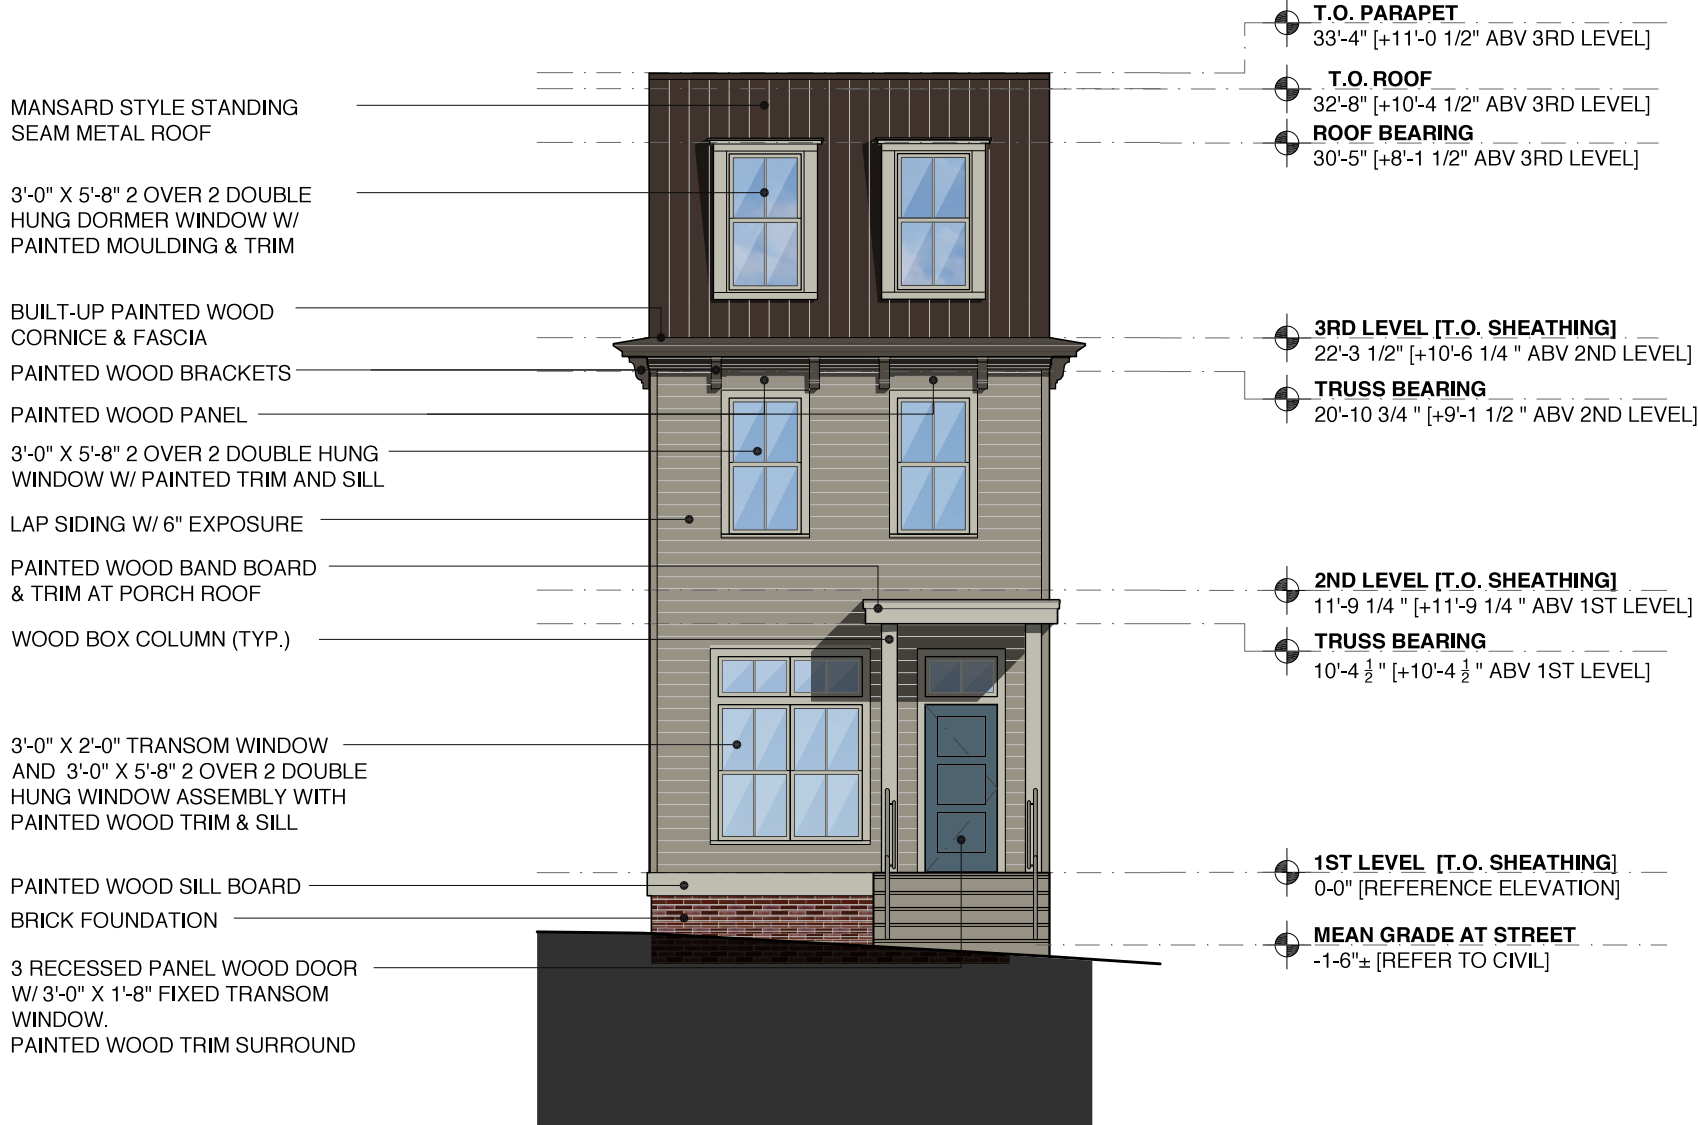 MANSARD STYLE STANDING
SEAM METAL ROOF
3'-0" X 5'-8" 2 OVER 2 DOUBLE
HUNG DORMER WINDOW W/
PAINTED MOULDING & TRIM
BUILT-UP PAINTED WOOD
CORNICE & FASCIA
PAINTED WOOD BRACKETS
PAINTED WOOD PANEL
3'-0" X 5'-8" 2 OVER 2 DOUBLE HUNG
WINDOW W/ PAINTED TRIM AND SILL
LAP SIDING W/ 6" EXPOSURE
PAINTED WOOD BAND BOARD
& TRIM AT PORCH ROOF
WOOD BOX COLUMN (TYP.)
3'-0" X 2'-0" TRANSOM WINDOW
AND 3'-0" X 5'-8" 2 OVER 2 DOUBLE
HUNG WINDOW ASSEMBLY WITH
PAINTED WOOD TRIM & SILL
PAINTED WOOD SILL BOARD
BRICK FOUNDATION
3 RECESSED PANEL WOOD DOOR
W/ 3'-0" X 1'-8" FIXED TRANSOM
WINDOW.
PAINTED WOOD TRIM SURROUND
T.O. PARAPET
33'-4" [+11'-0 1/2" ABV 3RD LEVEL]
T.O. ROOF
32'-8" [+10'-4 1/2" ABV 3RD LEVEL]
ROOF BEARING
30'-5" [+8'-1 1/2" ABV 3RD LEVEL]
3RD LEVEL [T.O. SHEATHING]
22'-3 1/2" [+10'-6 1/4 " ABV 2ND LEVEL]
TRUSS BEARING
20'-10 3/4 " [+9'-1 1/2 " ABV 2ND LEVEL]
2ND LEVEL [T.O. SHEATHING]
11'-9 1/4 " [+11'-9 1/4 " ABV 1ST LEVEL]
TRUSS BEARING
10'-4 1/2 " [+10'-4 1/2 " ABV 1ST LEVEL]
1ST LEVEL [T.O. SHEATHING]
0-0" [REFERENCE ELEVATION]
MEAN GRADE AT STREET
-1-6"± [REFER TO CIVIL]